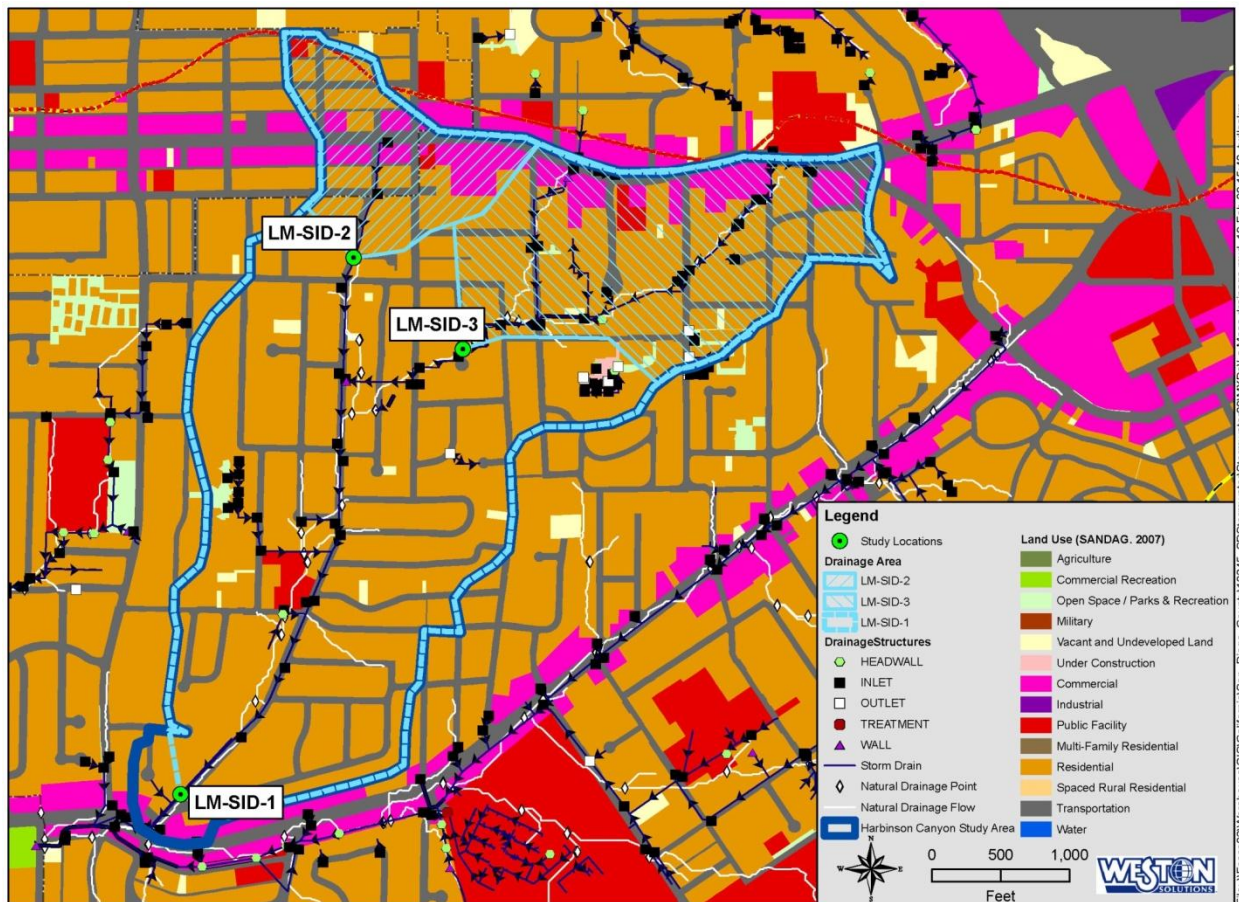 LM-SID-2
LM-SID-3
LM-SID-1
Legend
Study Locations
Drainage Area
LM-SID-2
LM-SID-3
LM-SID-1
DrainageStructures
HEADWALL
INLET
OUTLET
TREATMENT
WALL
Storm Drain
Natural Drainage Point
Natural Drainage Flow
Harbinson Canyon Study Area
Land Use (SANDAG. 2007)
Agriculture
Commercial Recreation
Open Space / Parks & Recreation
Military
Vacant and Undeveloped Land
Under Construction
Commercial
Industrial
Public Facility
Multi-Family Residential
Residential
Spaced Rural Residential
Transportation
Water
N
W E
S
0 500 1,000
Feet
WESTON
SOLUTIONS